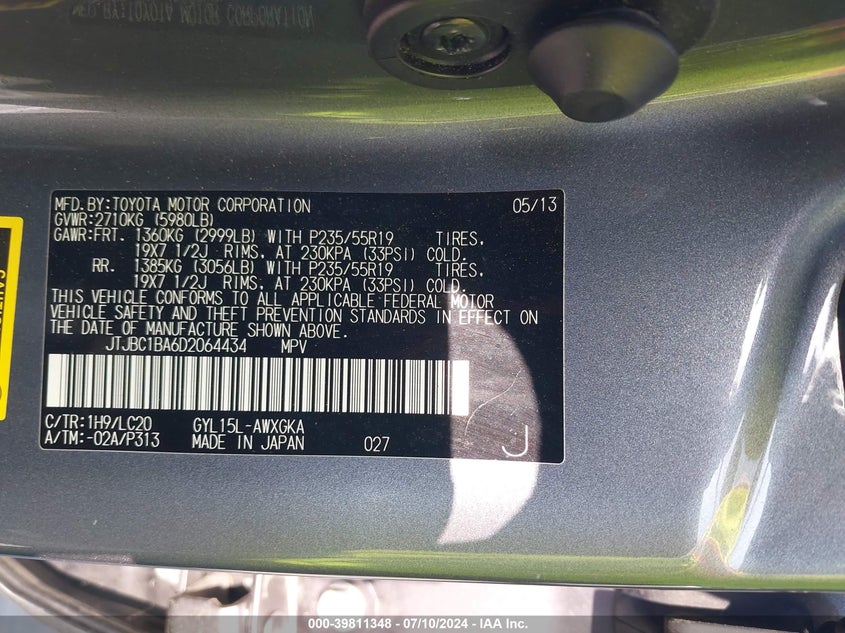 MFD.BY:TOYOTA MOTOR CORPORATION 05/13
GVWR:2710KG (5980LB)
GAWR:FRT. 1360KG (2999LB) WITH P235/55R19 TIRES,
19X7 1/2J RIMS, AT 230KPA (33PSI) COLD.
RR. 1385KG (3056LB) WITH P235/55R19 TIRES,
19X7 1/2J RIMS, AT 230KPA (33PSI) COLD.
THIS VEHICLE CONFORMS TO ALL APPLICABLE FEDERAL MOTOR
VEHICLE SAFETY AND THEFT PREVENTION STANDARDS IN EFFECT ON
THE DATE OF MANUFACTURE SHOWN ABOVE.
JTJBC1BA6D2064434 MPV
C/TR:1H9/LC20 GYL15L-AWXGKA
A/TM:-02A/P313 MADE IN JAPAN 027 J
000-39811348 - 07/10/2024 - IAA Inc.